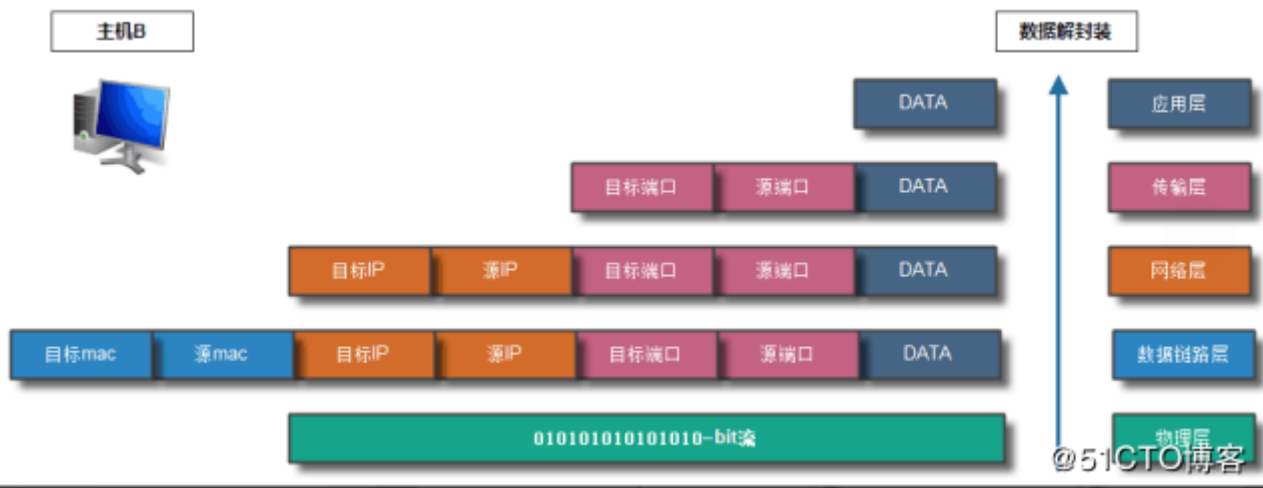 主机B 数据解封装
DATA 应用层
目标端口 源端口 DATA 传输层
目标IP 源IP 目标端口 源端口 DATA 网络层
目标mac 源mac 目标IP 源IP 目标端口 源端口 DATA 数据链路层
010101010101010-bit流 物理层
@51CTO博客